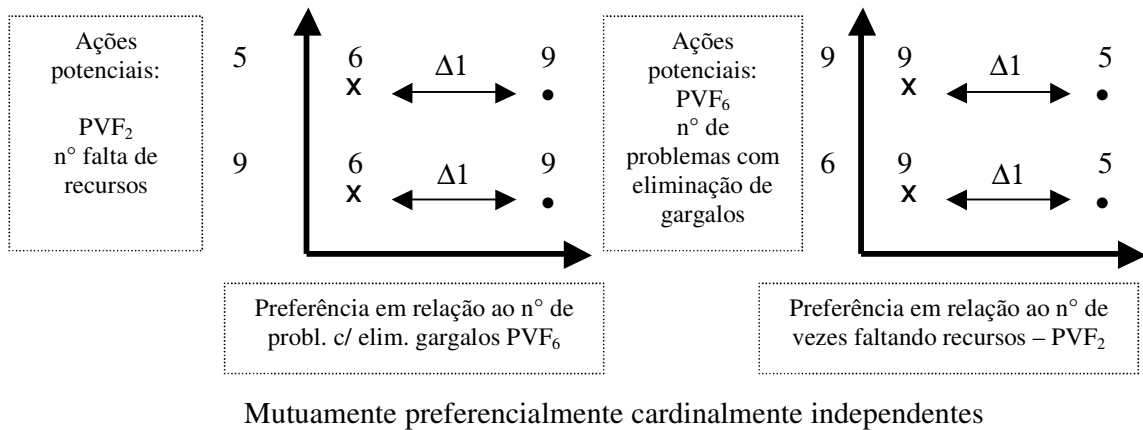 Ações
potenciais:
PVF₂
n° falta de
recursos
5
6
Δ1
9
x
•
9
6
Δ1
9
x
•
Preferência em relação ao n° de
probl. c/ elim. gargalos PVF₆
Ações
potenciais:
PVF₆
n° de
problemas com
eliminação de
gargalos
9
9
Δ1
5
x
•
6
9
Δ1
5
x
•
Preferência em relação ao n° de
vezes faltando recursos – PVF₂
Mutuamente preferencialmente cardinalmente independentes